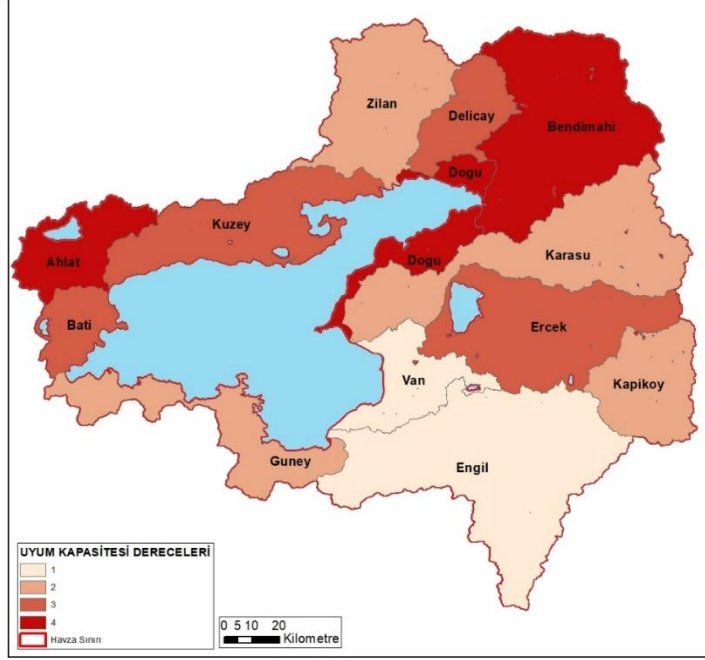 Zilan
Delicay
Bendimahi
Dogu
Kuzey
Ahlat
Dogu
Karasu
Bati
Ercek
Van
Kapikoy
Guney
Engil
UYUM KAPASİTESİ DERECELERİ
1
2
3
4
Havza Sınırı
0 5 10 20
Kilometre